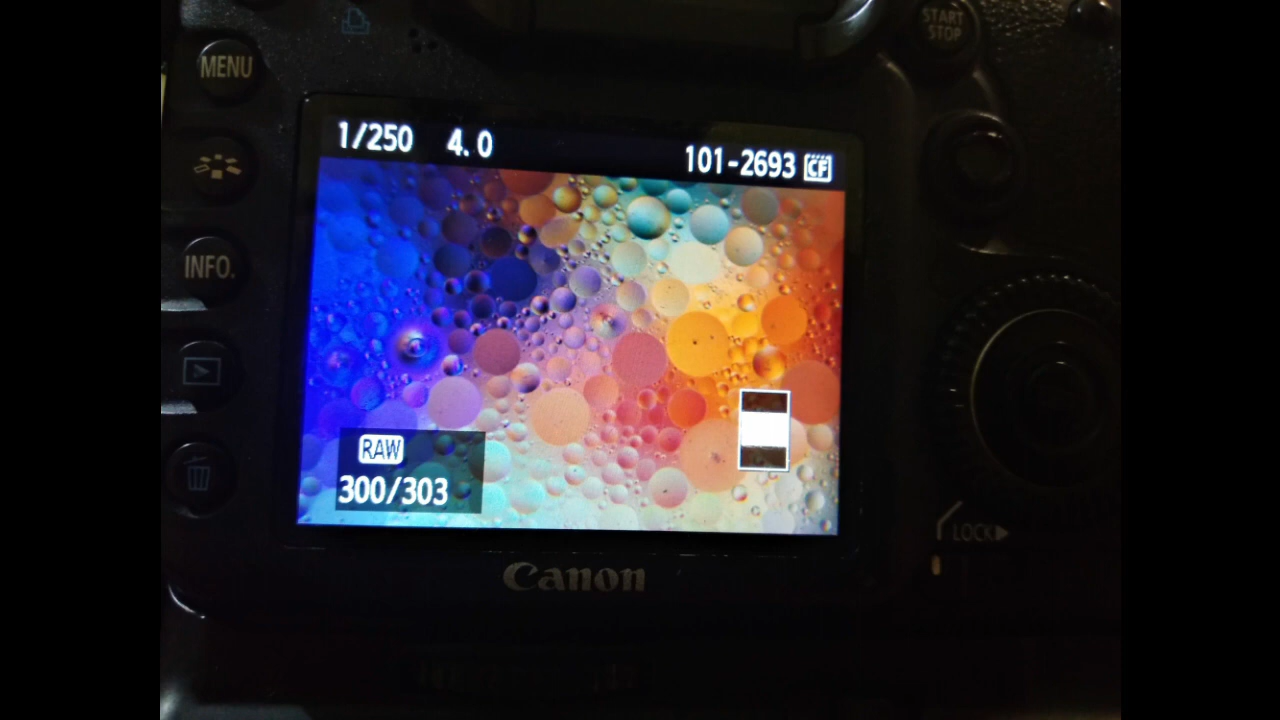 START
STOP
MENU
1/250 4.0
101-2693 CF
INFO.
RAW
300/303
LOCK
Canon